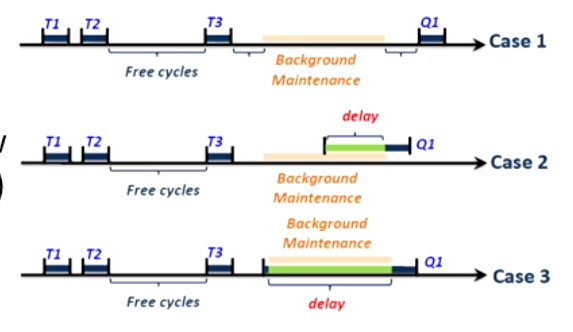 T1 T2 T3 Q1
Case 1
Free cycles
Background
Maintenance
delay
T1 T2 T3 Q1
Case 2
Free cycles
Background
Maintenance
Background
Maintenance
T1 T2 T3 Q1
Case 3
Free cycles
delay